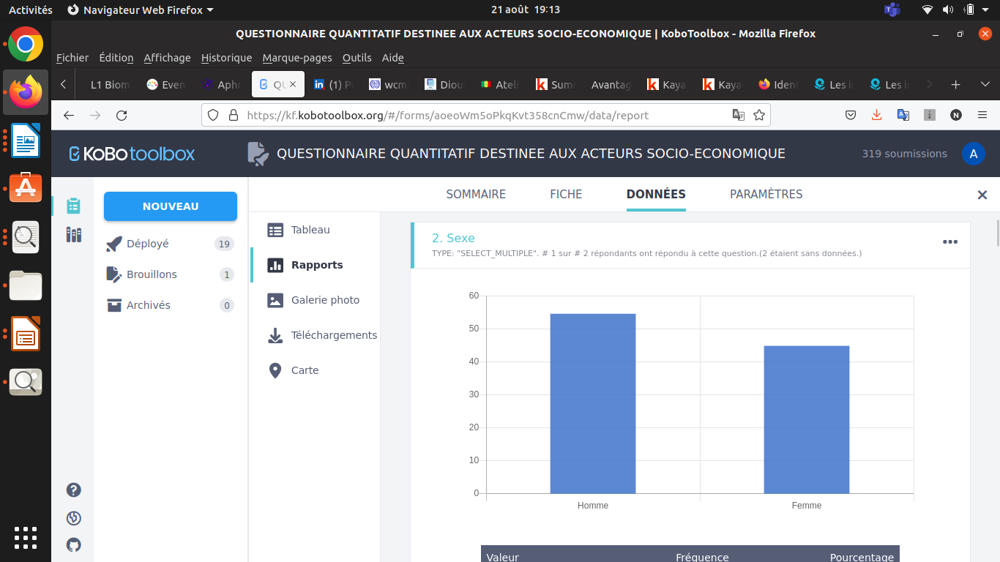 Activités Navigateur Web Firefox 21 août 19:13
QUESTIONNAIRE QUANTITATIF DESTINEE AUX ACTEURS SOCIO-ECONOMIQUE | KoboToolbox - Mozilla Firefox
Fichier Édition Affichage Historique Marque-pages Outils Aide
L1 Biom Even Aphr QU (1) P wcm Diou Ateli Sum Avantag Kaya Kaya Iden Les i Les i
https://kf.kobotoolbox.org/#/forms/aoeoWm5oPkqKvt358cnCmw/data/report N
KoBotoolbox QUESTIONNAIRE QUANTITATIF DESTINEE AUX ACTEURS SOCIO-ECONOMIQUE 319 soumissions A
SOMMAIRE FICHE DONNÉES PARAMÈTRES
NOUVEAU
Déployé 19
Brouillons 1
Archivés 0
Tableau
Rapports
Galerie photo
Téléchargements
Carte
2. Sexe
TYPE: "SELECT_MULTIPLE". # 1 sur # 2 répondants ont répondu à cette question.(2 étaient sans données.)
60
50
40
30
20
10
0
Homme Femme
Valeur Fréquence Pourcentage